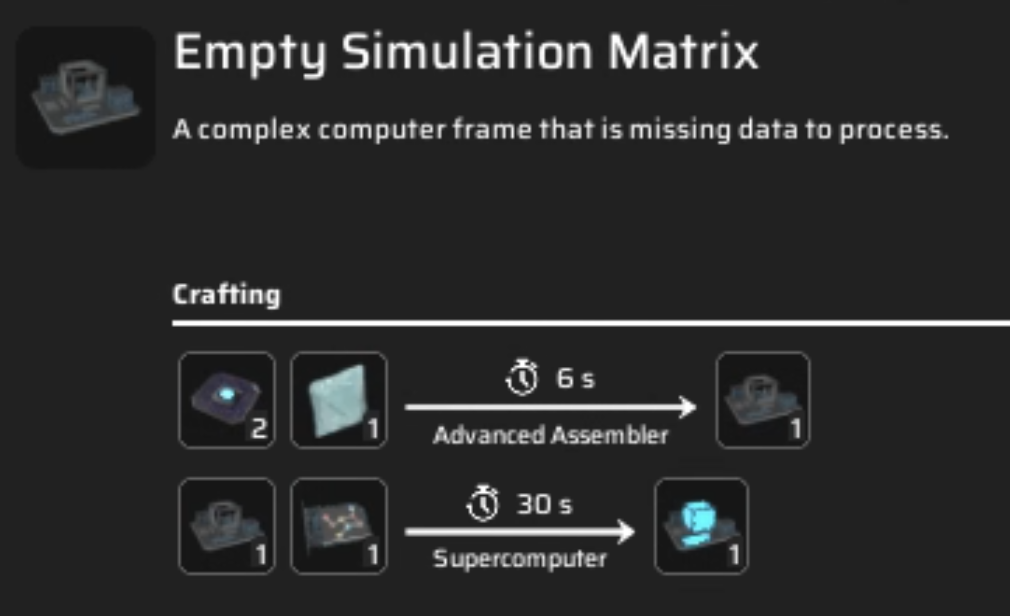 Empty Simulation Matrix
A complex computer frame that is missing data to process.
Crafting
2 1 6 s Advanced Assembler 1
1 1 30 s Supercomputer 1